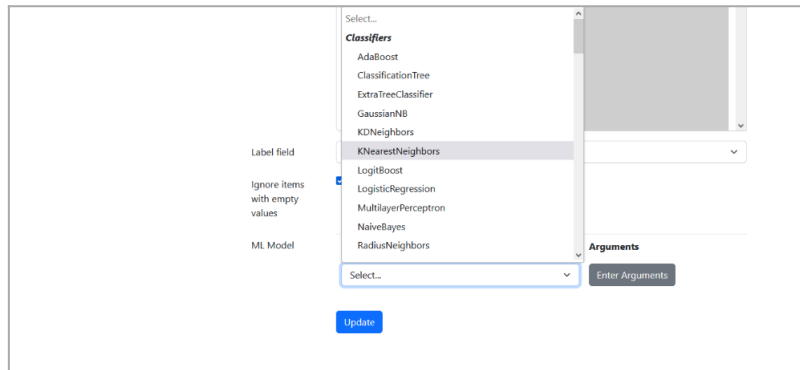 Select...
Classifiers
AdaBoost
ClassificationTree
ExtraTreeClassifier
GaussianNB
KDNeighbors
Label field
KNearestNeighbors
LogitBoost
Ignore items
with empty
values
LogisticRegression
MultilayerPerceptron
NaiveBayes
ML Model
RadiusNeighbors
Arguments
Select...
Enter Arguments
Update